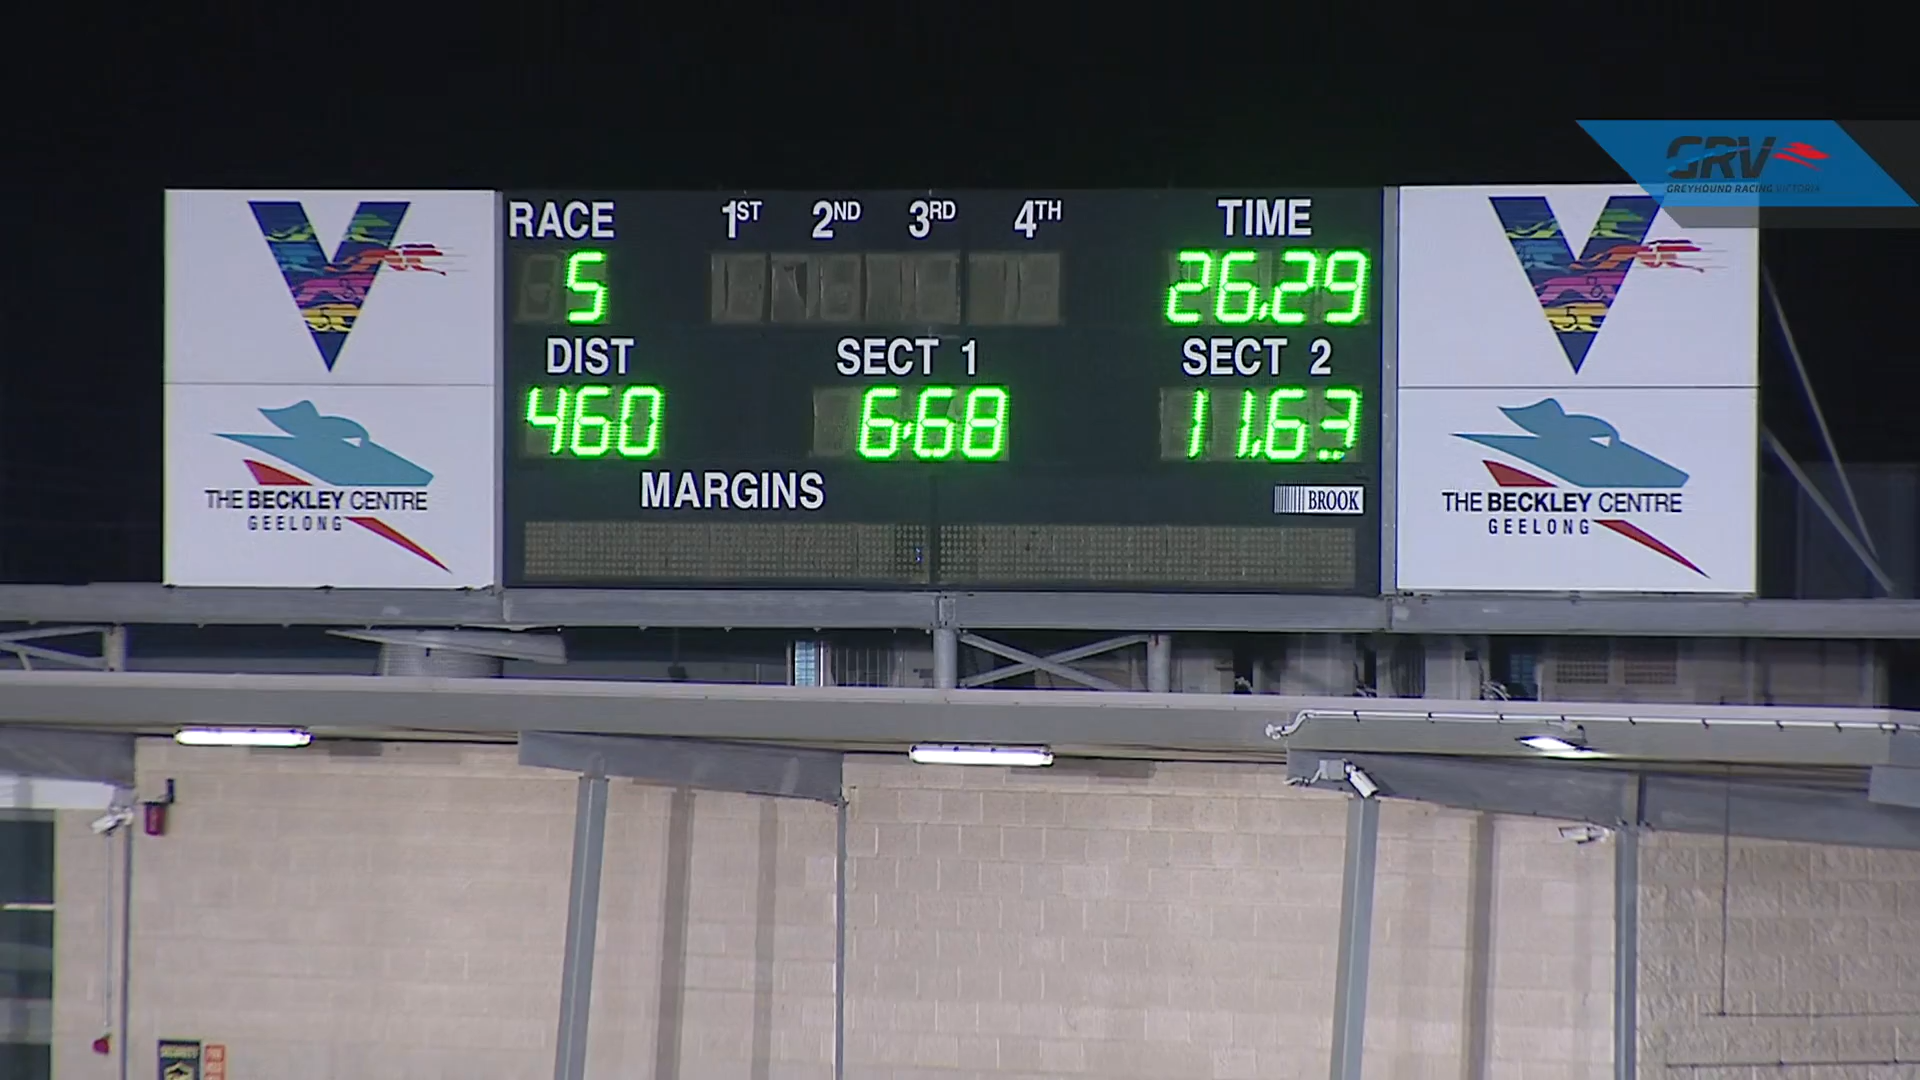 GRV
GREYHOUND RACING VICTORIA
RACE 1ST 2ND 3RD 4TH TIME
5 26.29
DIST SECT 1 SECT 2
460 6.68 11.63
MARGINS
BROOK
THE BECKLEY CENTRE
GEELONG
THE BECKLEY CENTRE
GEELONG
SECURITY